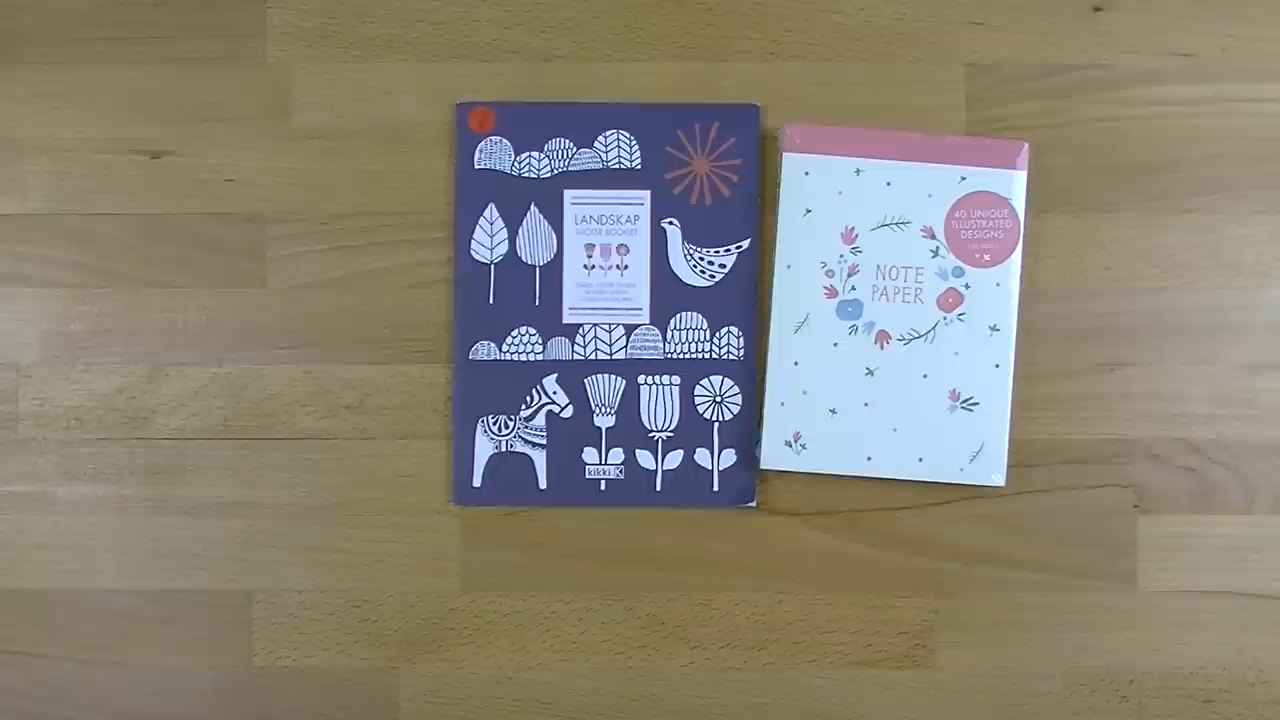 LANDSKAP
STICKER BOOKLET
kikki.K
40 UNIQUE
ILLUSTRATED
DESIGNS
NOTE
PAPER